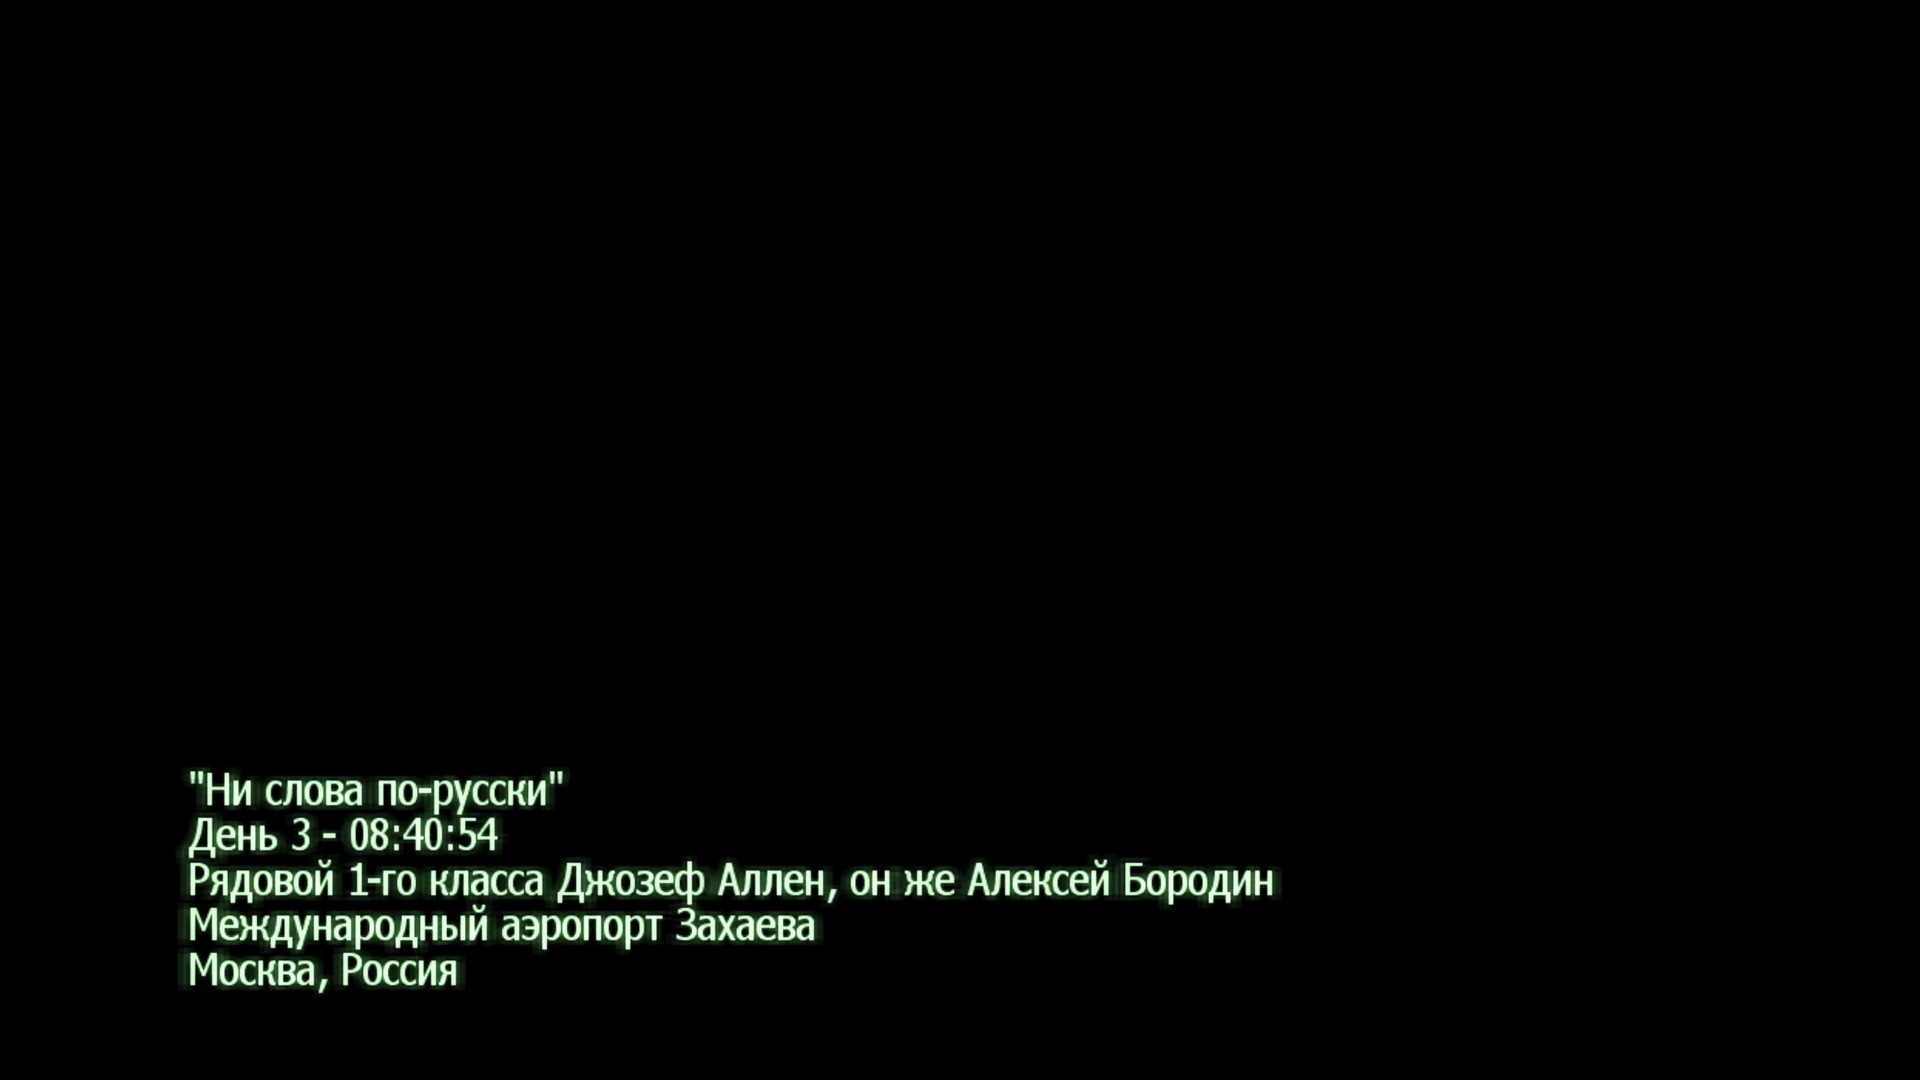 "Ни слова по-русски"
День 3 - 08:40:54
Рядовой 1-го класса Джозеф Аллен, он же Алексей Бородин
Международный аэропорт Захаева
Москва, Россия